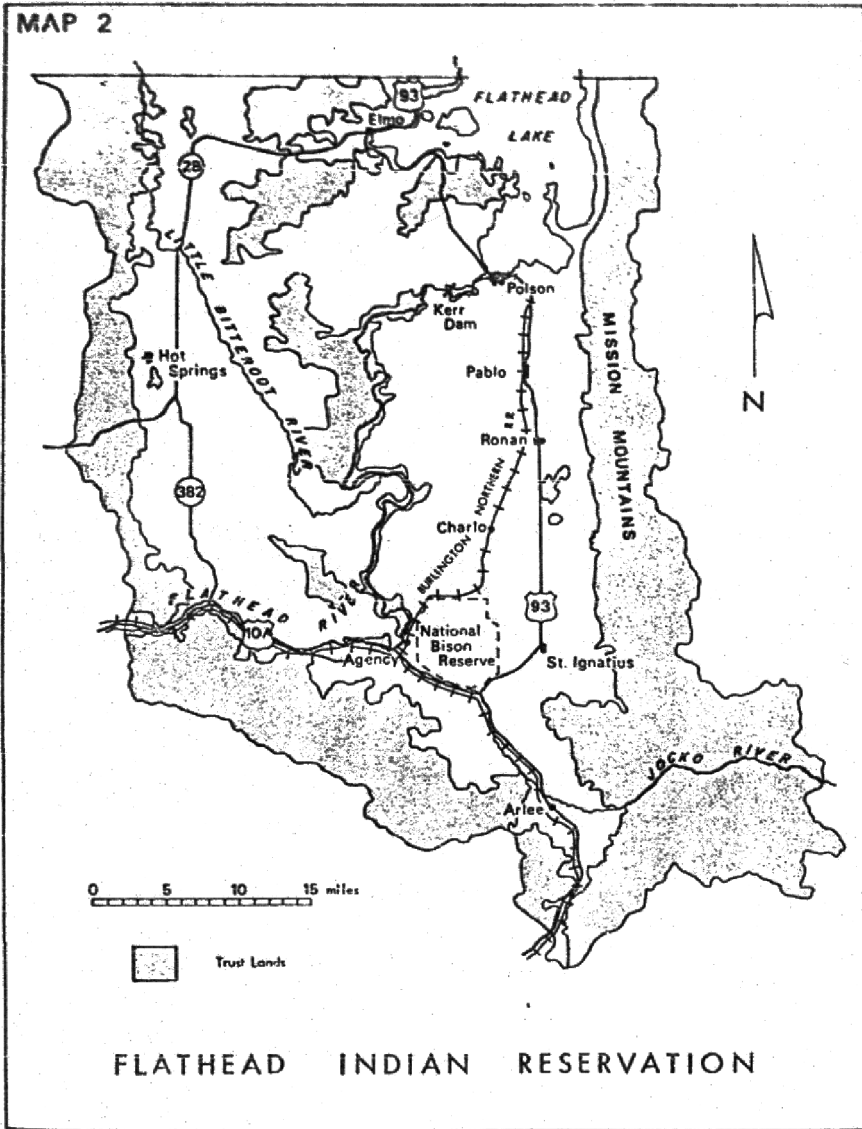 MAP 2
93
FLATHEAD
LAKE
Elmo
28
LITTLE BITTEROOT RIVER
Polson
Kerr
Dam
Hot
Springs
Pablo
MISSION MOUNTAINS
N
Ronan
BURLINGTON NORTHERN RR
382
Charlo
FLATHEAD RIVER
93
10A
National
Bison
Reserve
Agency
St. Ignatius
JOCKO RIVER
Arlee
0 5 10 15 miles
Trust Lands
FLATHEAD INDIAN RESERVATION